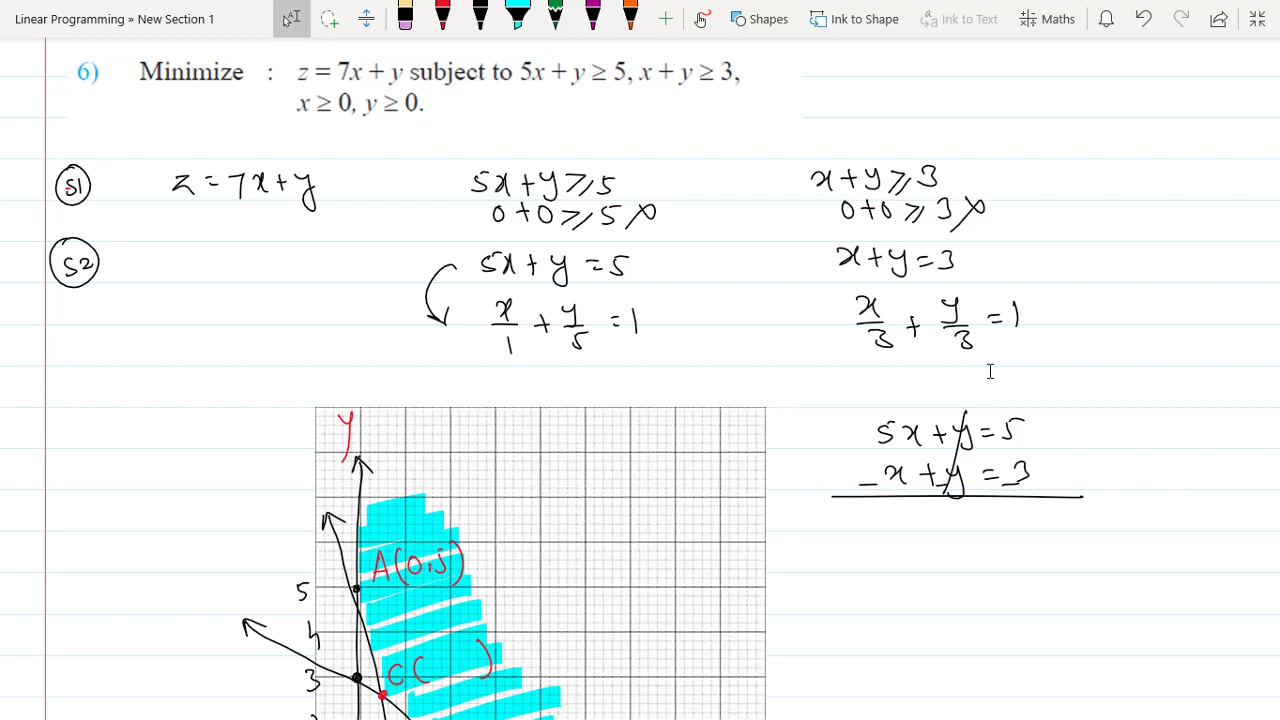 Linear Programming » New Section 1
Shapes Ink to Shape Ink to Text Maths
6) Minimize : z = 7x + y subject to 5x + y ≥ 5, x + y ≥ 3,
x ≥ 0, y ≥ 0.
S1 z = 7x+y 5x+y ≥ 5 x+y ≥ 3
0+0 ≥ 5 0+0 ≥ 3
S2 5x+y = 5 x+y = 3
x/1 + y/5 = 1 x/3 + y/3 = 1
y
5x+y=5
-x+y=3
A(0,5)
5
4
C( )
3